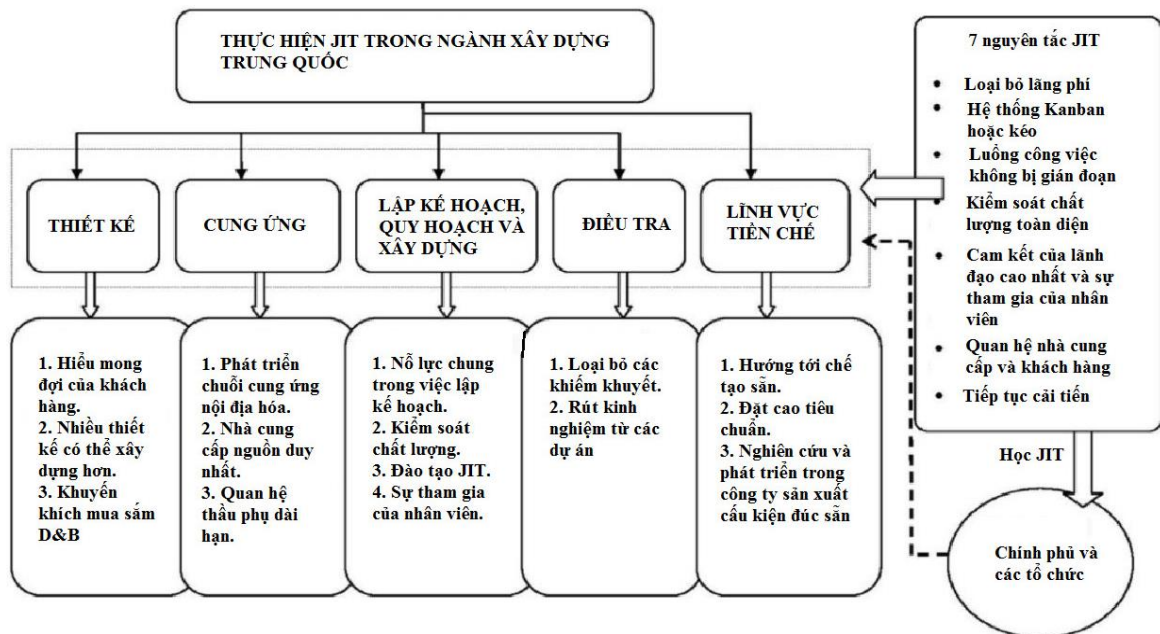 THỰC HIỆN JIT TRONG NGÀNH XÂY DỰNG
TRUNG QUỐC
THIẾT KẾ
CUNG ỨNG
LẬP KẾ HOẠCH,
QUY HOẠCH VÀ
XÂY DỰNG
ĐIỀU TRA
LĨNH VỰC
TIỀN CHẾ
1. Hiểu mong
đợi của khách
hàng.
2. Nhiều thiết
kế có thể xây
dựng hơn.
3. Khuyến
khích mua sắm
D&B
1. Phát triển
chuỗi cung ứng
nội địa hóa.
2. Nhà cung
cấp nguồn duy
nhất.
3. Quan hệ
thầu phụ dài
hạn.
1. Nỗ lực chung
trong việc lập
kế hoạch.
2. Kiểm soát
chất lượng.
3. Đào tạo JIT.
4. Sự tham gia
của nhân viên.
1. Loại bỏ các
khiếm khuyết.
2. Rút kinh
nghiệm từ các
dự án
1. Hướng tới chế
tạo sẵn.
2. Đặt cao tiêu
chuẩn.
3. Nghiên cứu và
phát triển trong
công ty sản xuất
cấu kiện đúc sẵn
7 nguyên tắc JIT
• Loại bỏ lãng phí
• Hệ thống Kanban
hoặc kéo
• Luồng công việc
không bị gián đoạn
• Kiểm soát chất
lượng toàn diện
• Cam kết của lãnh
đạo cao nhất và sự
tham gia của nhân
viên
• Quan hệ nhà cung
cấp và khách hàng
• Tiếp tục cải tiến
Học JIT
Chính phủ và
các tổ chức